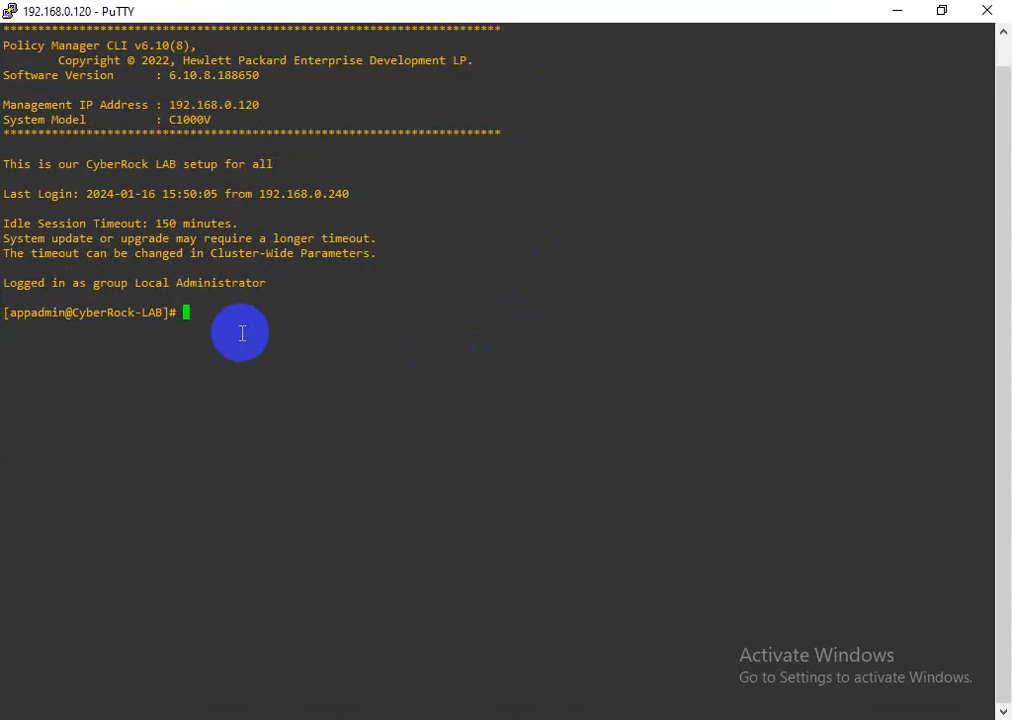 192.168.0.120 - PuTTY
************************************************************************
Policy Manager CLI v6.10(8),
Copyright © 2022, Hewlett Packard Enterprise Development LP.
Software Version : 6.10.8.188650
Management IP Address : 192.168.0.120
System Model : C1000V
************************************************************************
This is our CyberRock LAB setup for all
Last Login: 2024-01-16 15:50:05 from 192.168.0.240
Idle Session Timeout: 150 minutes.
System update or upgrade may require a longer timeout.
The timeout can be changed in Cluster-Wide Parameters.
Logged in as group Local Administrator
[appadmin@CyberRock-LAB]#
Activate Windows
Go to Settings to activate Windows.